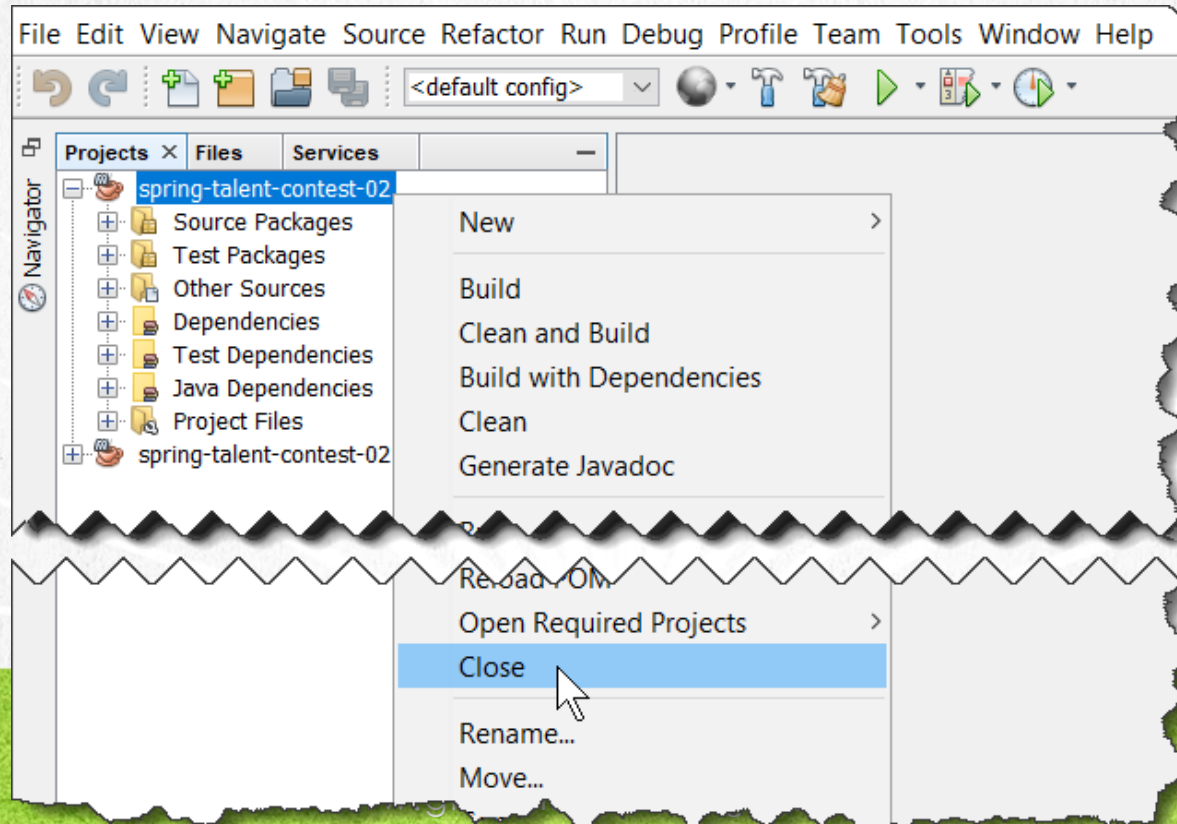 File Edit View Navigate Source Refactor Run Debug Profile Team Tools Window Help
<default config>
Projects Files Services
Navigator
spring-talent-contest-02
Source Packages
Test Packages
Other Sources
Dependencies
Test Dependencies
Java Dependencies
Project Files
spring-talent-contest-02
New
Build
Clean and Build
Build with Dependencies
Clean
Generate Javadoc
Reload POM
Open Required Projects
Close
Rename...
Move...